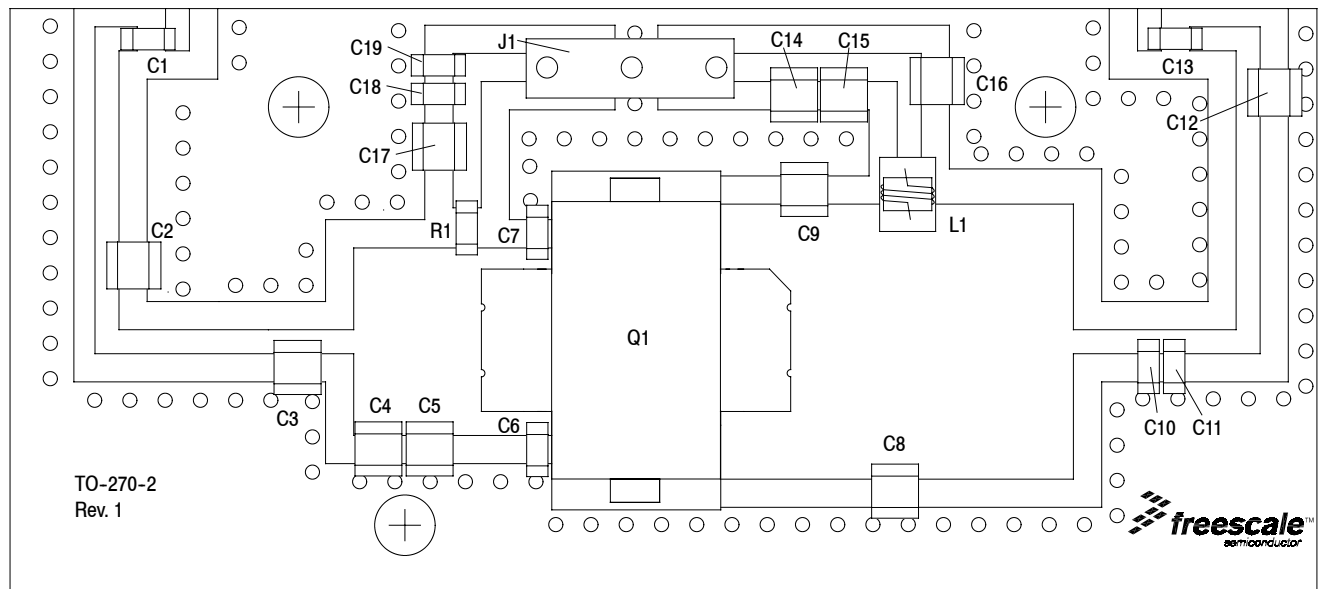 C1
C19
J1
C14
C15
C13
C18
C16
C12
C17
C2
R1
C7
C9
L1
Q1
C3
C4
C5
C6
C8
C10
C11
TO-270-2
Rev. 1
freescale™
semiconductor